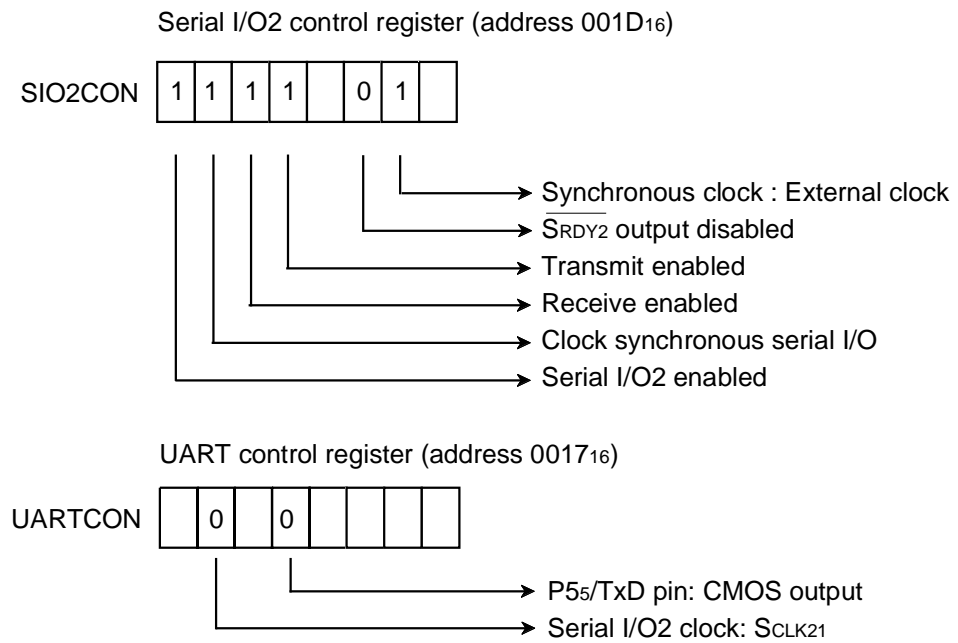 Serial I/O2 control register (address 001D16)
SIO2CON 1 1 1 1 0 1
Synchronous clock : External clock
SRDY2 output disabled
Transmit enabled
Receive enabled
Clock synchronous serial I/O
Serial I/O2 enabled
UART control register (address 001716)
UARTCON 0 0
P55/TxD pin: CMOS output
Serial I/O2 clock: SCLK21